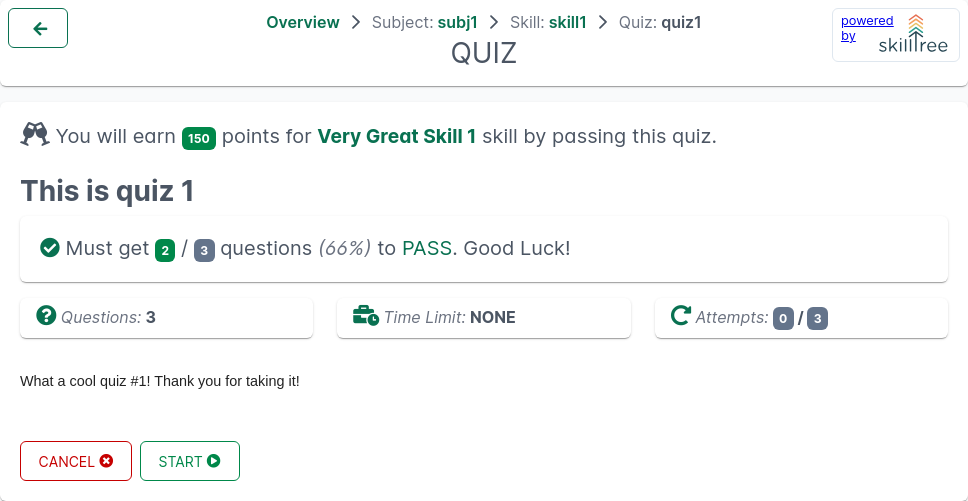 Overview > Subject: subj1 > Skill: skill1 > Quiz: quiz1
QUIZ
powered
by
skilltree
You will earn 150 points for Very Great Skill 1 skill by passing this quiz.
This is quiz 1
Must get 2 / 3 questions (66%) to PASS. Good Luck!
Questions: 3
Time Limit: NONE
Attempts: 0 / 3
What a cool quiz #1! Thank you for taking it!
CANCEL
START